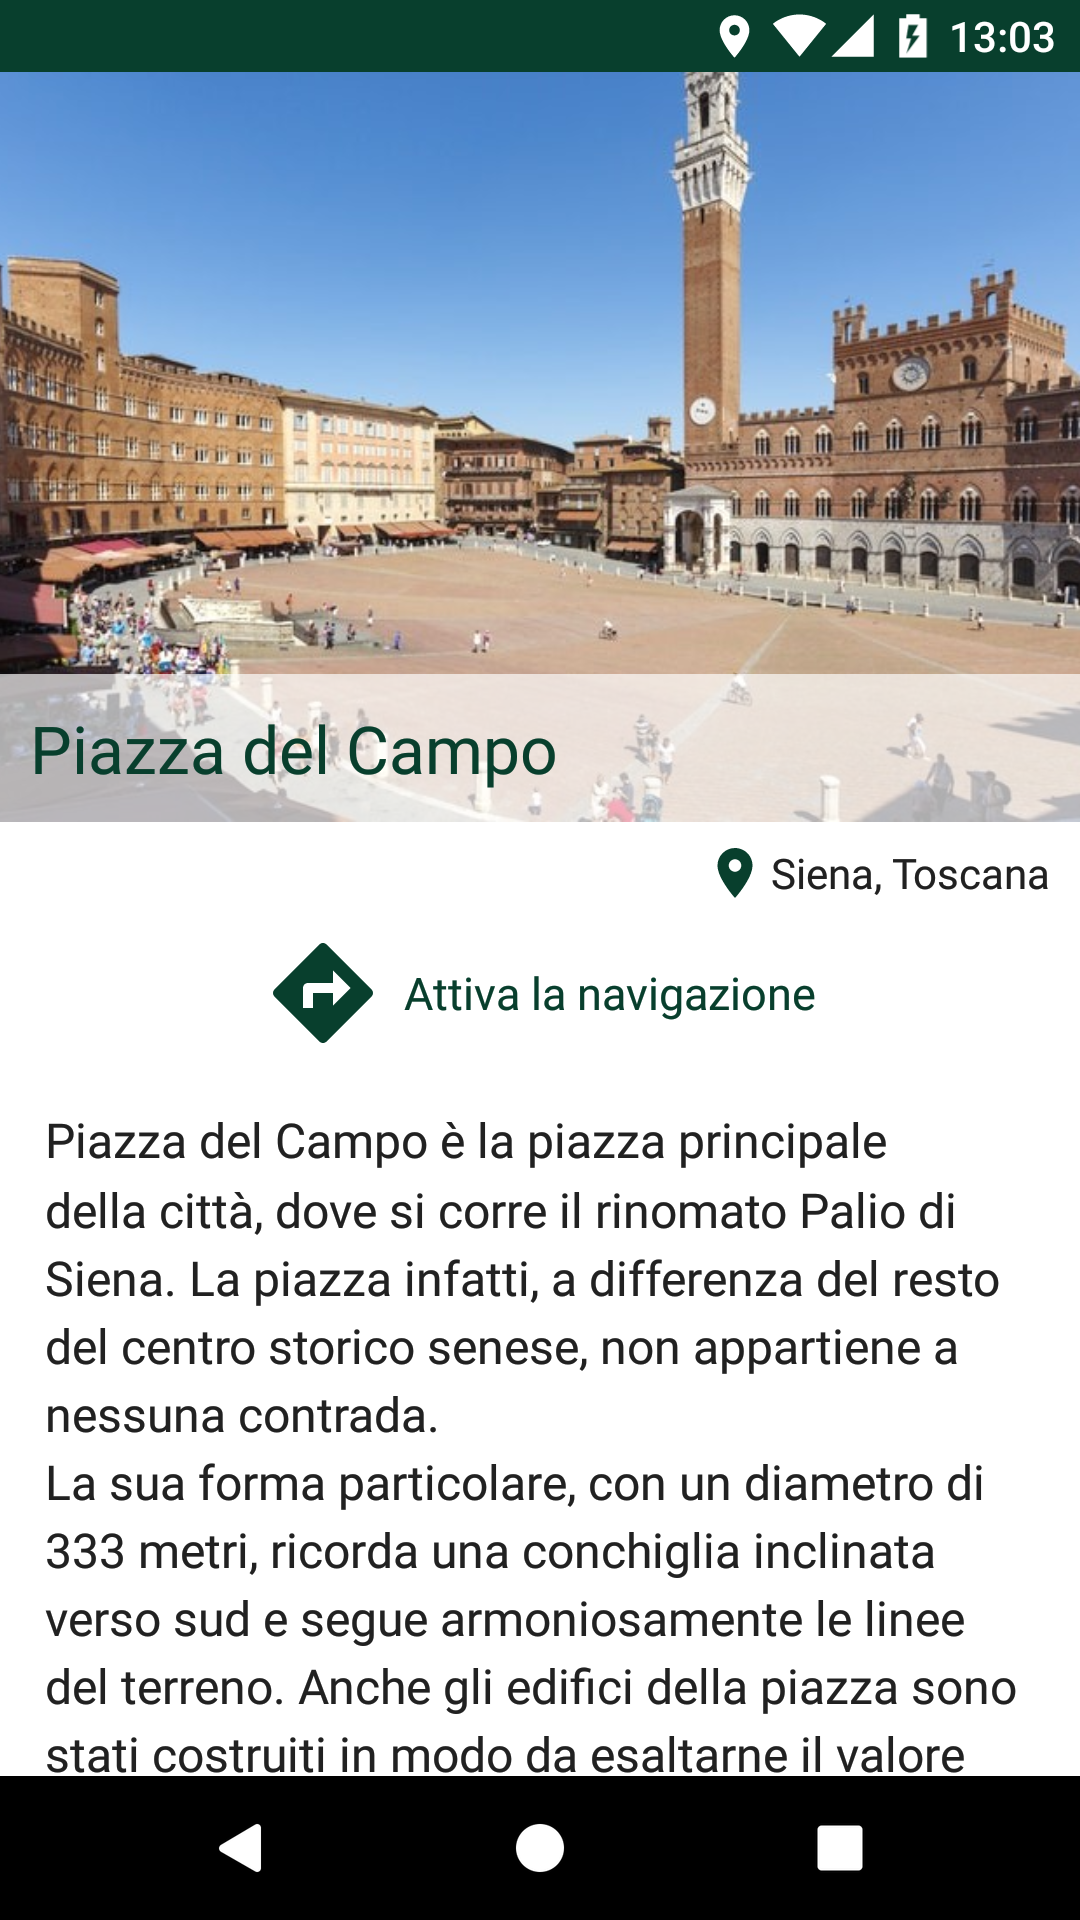 13:03
Piazza del Campo
Siena, Toscana
Attiva la navigazione
Piazza del Campo è la piazza principale
della città, dove si corre il rinomato Palio di
Siena. La piazza infatti, a differenza del resto
del centro storico senese, non appartiene a
nessuna contrada.
La sua forma particolare, con un diametro di
333 metri, ricorda una conchiglia inclinata
verso sud e segue armoniosamente le linee
del terreno. Anche gli edifici della piazza sono
stati costruiti in modo da esaltarne il valore